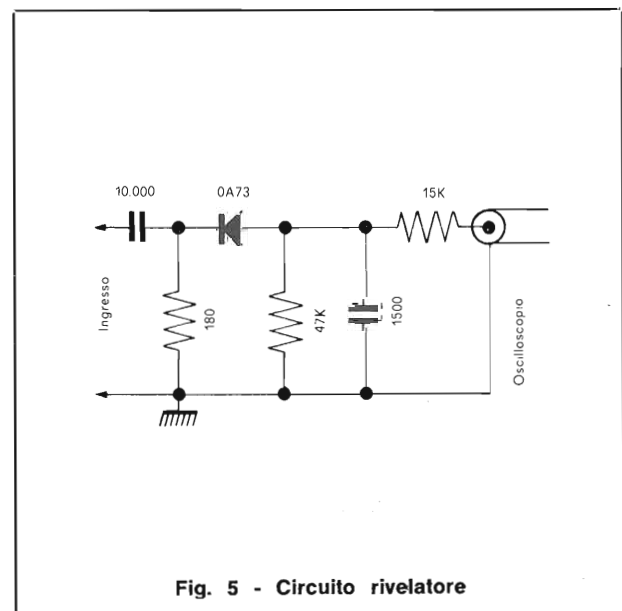 10.000
0A73
15K
Ingresso
180
47K
1500
Oscilloscopio
Fig. 5 - Circuito rivelatore